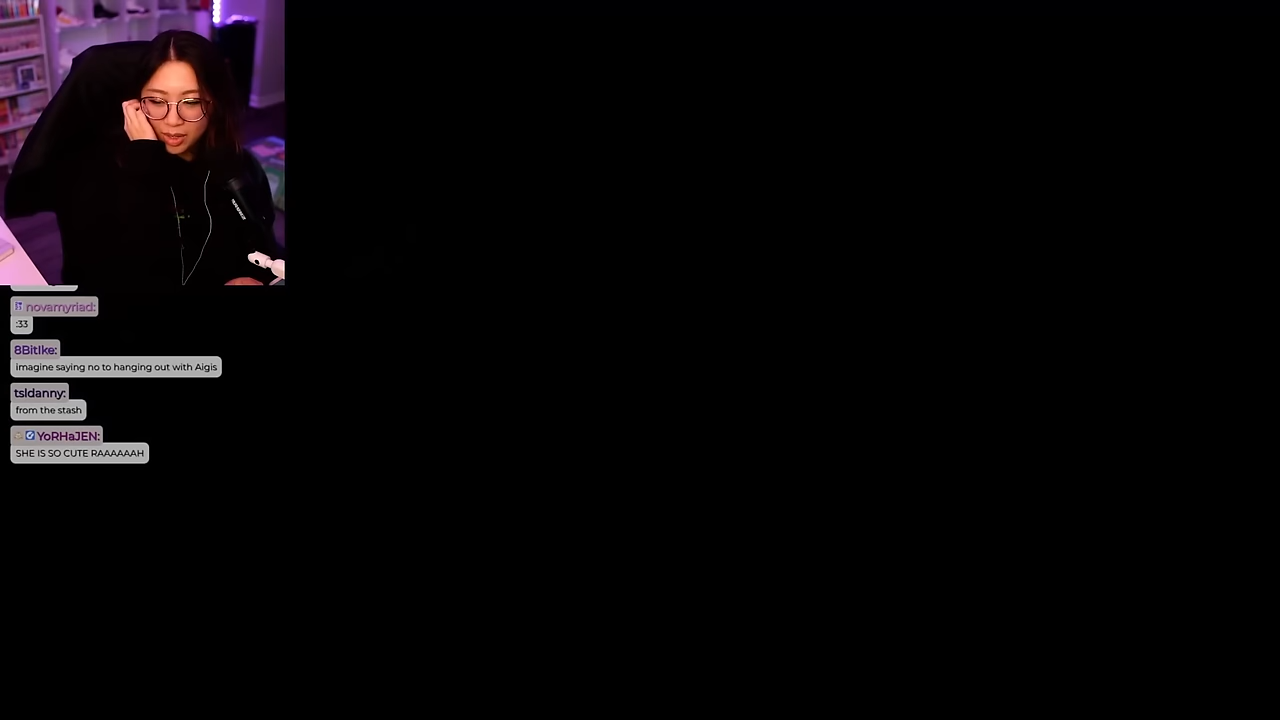 novamyriad:
:33
8BitIke:
imagine saying no to hanging out with Aigis
tsldanny:
from the stash
YoRHaJEN:
SHE IS SO CUTE RAAAAAAH